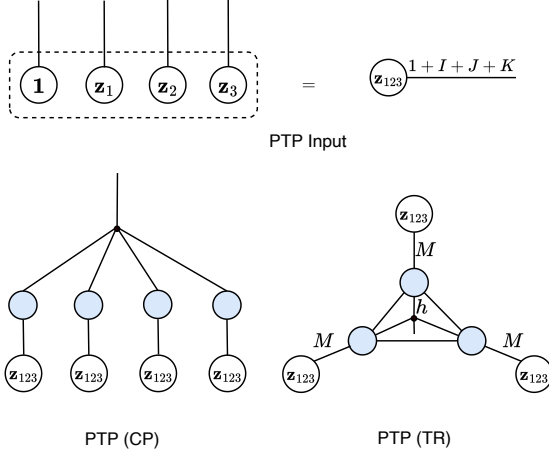 1 z₁ z₂ z₃ = z₁₂₃ 1 + I + J + K
PTP Input
z₁₂₃
M
h
M M
z₁₂₃ z₁₂₃ z₁₂₃ z₁₂₃ z₁₂₃ z₁₂₃
PTP (CP) PTP (TR)